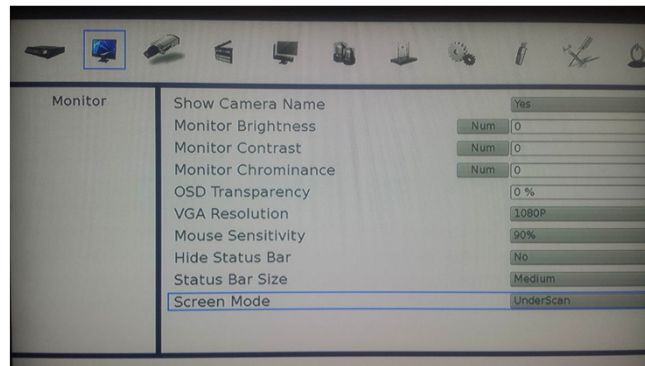 Monitor
Show Camera Name Yes
Monitor Brightness Num 0
Monitor Contrast Num 0
Monitor Chrominance Num 0
OSD Transparency 0 %
VGA Resolution 1080P
Mouse Sensitivity 90%
Hide Status Bar No
Status Bar Size Medium
Screen Mode UnderScan